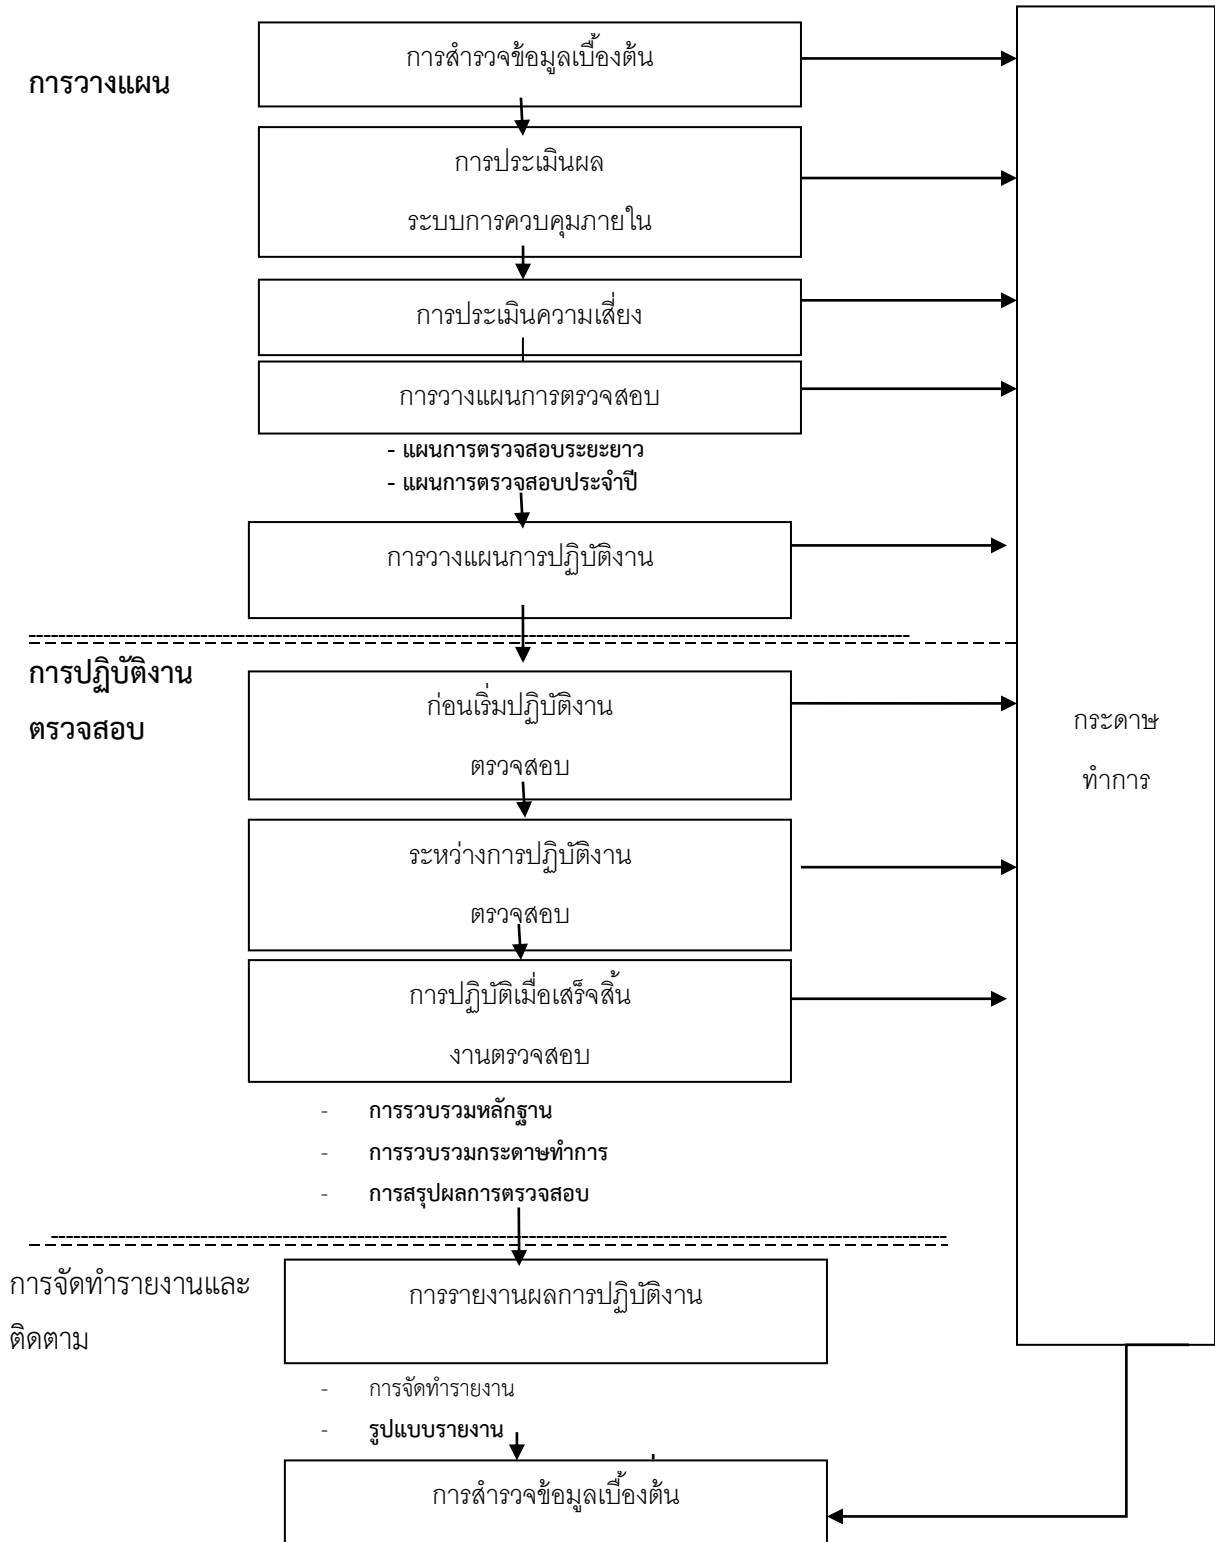 การสำรวจข้อมูลเบื้องต้น
การวางแผน
การประเมินผล
ระบบการควบคุมภายใน
การประเมินความเสี่ยง
การวางแผนการตรวจสอบ
- แผนการตรวจสอบระยะยาว
- แผนการตรวจสอบประจำปี
การวางแผนการปฏิบัติงาน
การปฏิบัติงาน
ตรวจสอบ
ก่อนเริ่มปฏิบัติงาน
ตรวจสอบ
กระดาษ
ทำการ
ระหว่างการปฏิบัติงาน
ตรวจสอบ
การปฏิบัติเมื่อเสร็จสิ้น
งานตรวจสอบ
- การรวบรวมหลักฐาน
- การรวบรวมกระดาษทำการ
- การสรุปผลการตรวจสอบ
การจัดทำรายงานและ
ติดตาม
การรายงานผลการปฏิบัติงาน
- การจัดทำรายงาน
- รูปแบบรายงาน
การสำรวจข้อมูลเบื้องต้น